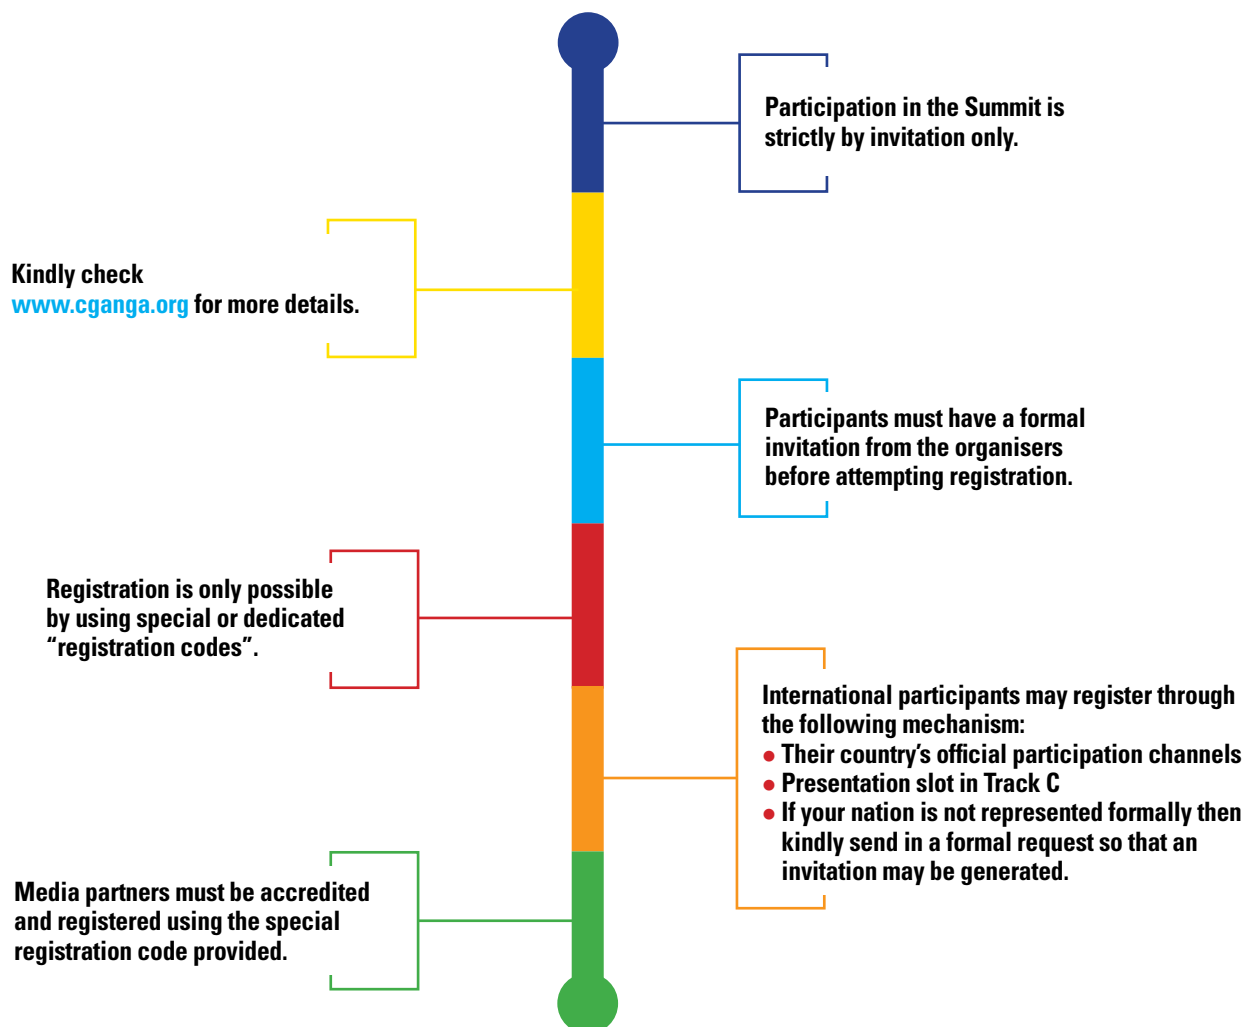 Participation in the Summit is
strictly by invitation only.
Kindly check
www.cganga.org for more details.
Participants must have a formal
invitation from the organisers
before attempting registration.
Registration is only possible
by using special or dedicated
“registration codes”.
International participants may register through
the following mechanism:
● Their country’s official participation channels
● Presentation slot in Track C
● If your nation is not represented formally then
kindly send in a formal request so that an
invitation may be generated.
Media partners must be accredited
and registered using the special
registration code provided.